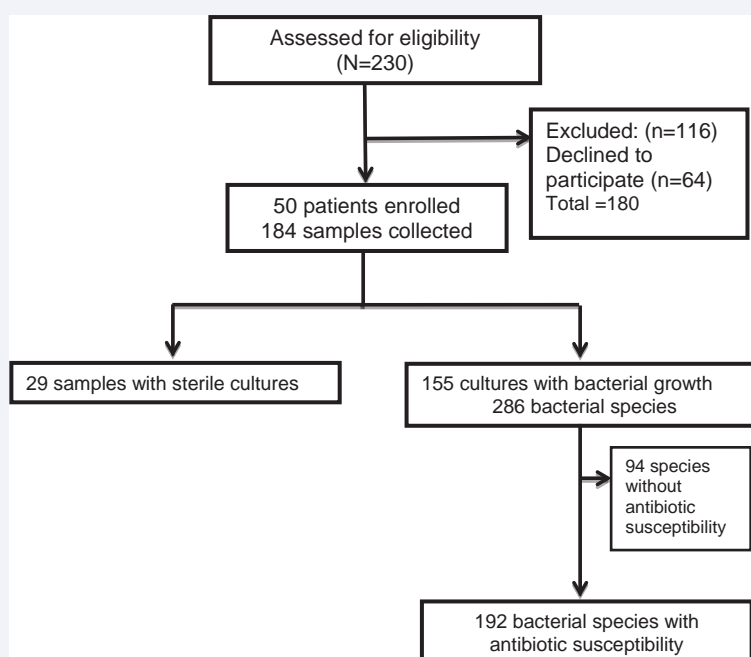 Assessed for eligibility
(N=230)
Excluded: (n=116)
Declined to
participate (n=64)
Total =180
50 patients enrolled
184 samples collected
29 samples with sterile cultures
155 cultures with bacterial growth
286 bacterial species
94 species
without
antibiotic
susceptibility
192 bacterial species with
antibiotic susceptibility